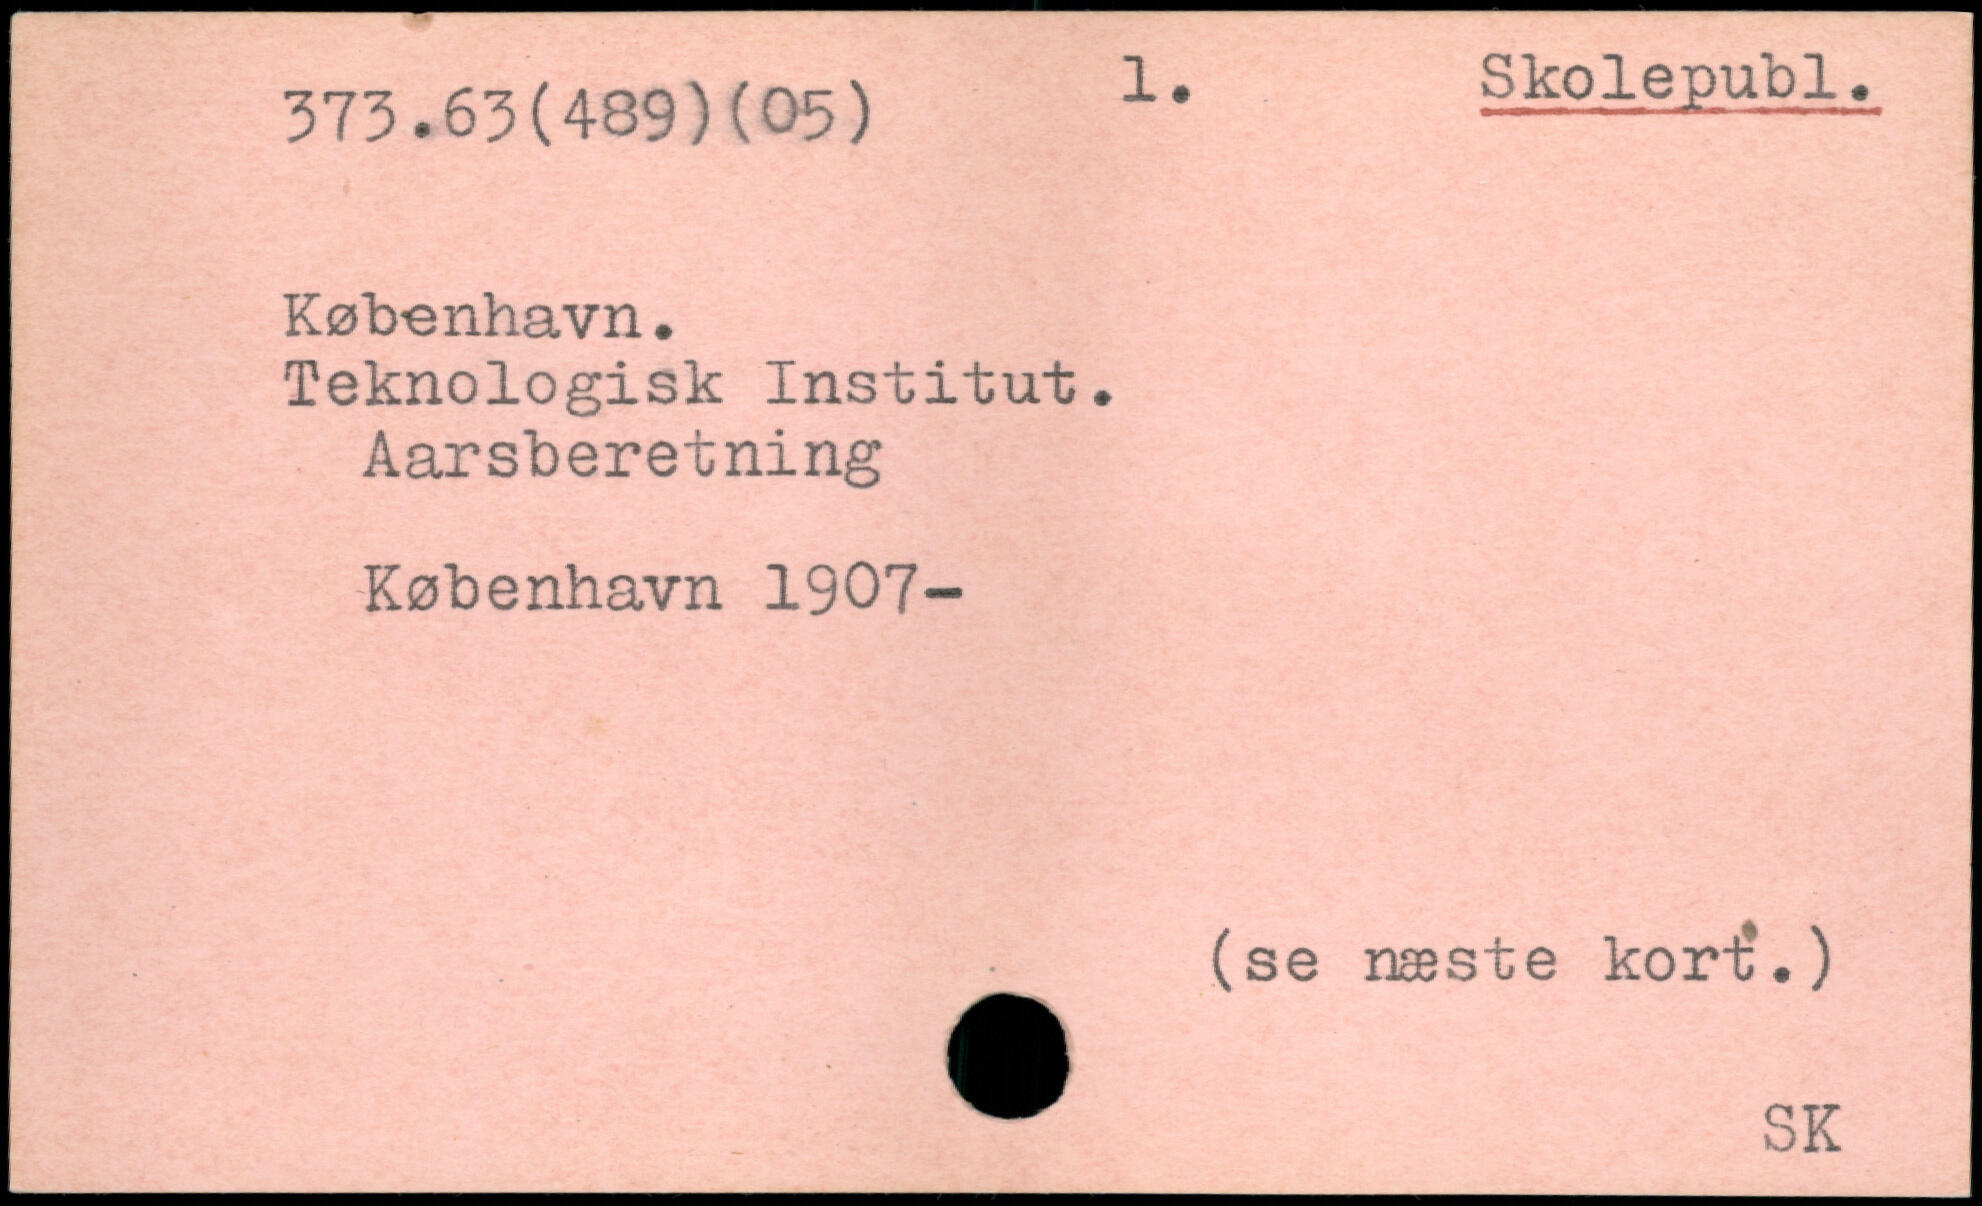 373.63(489)(05) 1. Skolepubl.
København.
Teknologisk Institut.
Aarsberetning
København 1907-
(se næste kort.)
SK